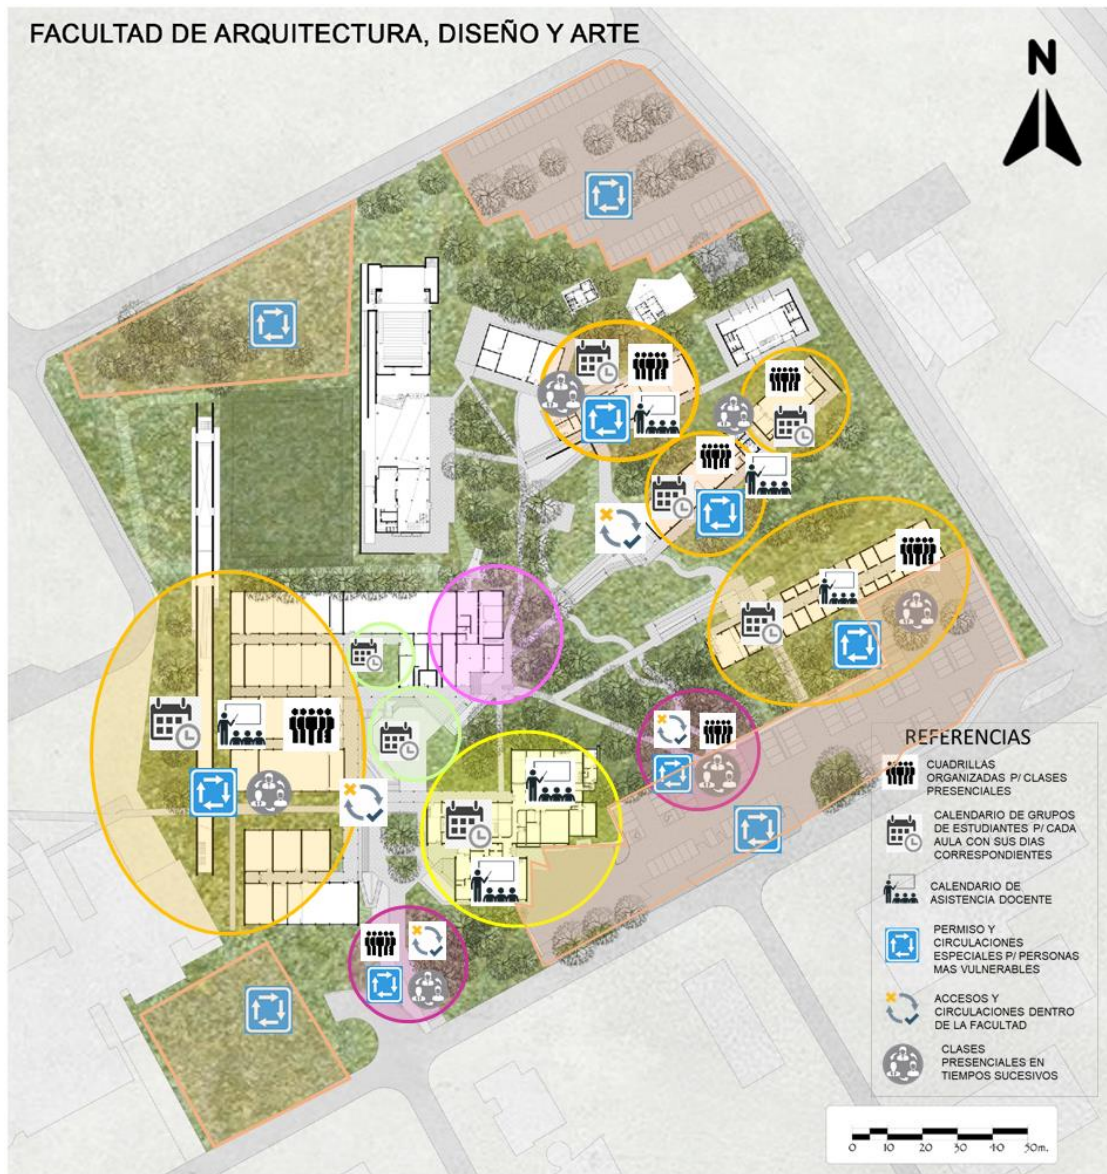 FACULTAD DE ARQUITECTURA, DISEÑO Y ARTE
N
REFERENCIAS
CUADRILLAS
ORGANIZADAS P/ CLASES
PRESENCIALES
CALENDARIO DE GRUPOS
DE ESTUDIANTES P/ CADA
AULA CON SUS DIAS
CORRESPONDIENTES
CALENDARIO DE
ASISTENCIA DOCENTE
PERMISO Y
CIRCULACIONES
ESPECIALES P/ PERSONAS
MAS VULNERABLES
ACCESOS Y
CIRCULACIONES DENTRO
DE LA FACULTAD
CLASES
PRESENCIALES EN
TIEMPOS SUCESIVOS
0 10 20 30 40 50m.